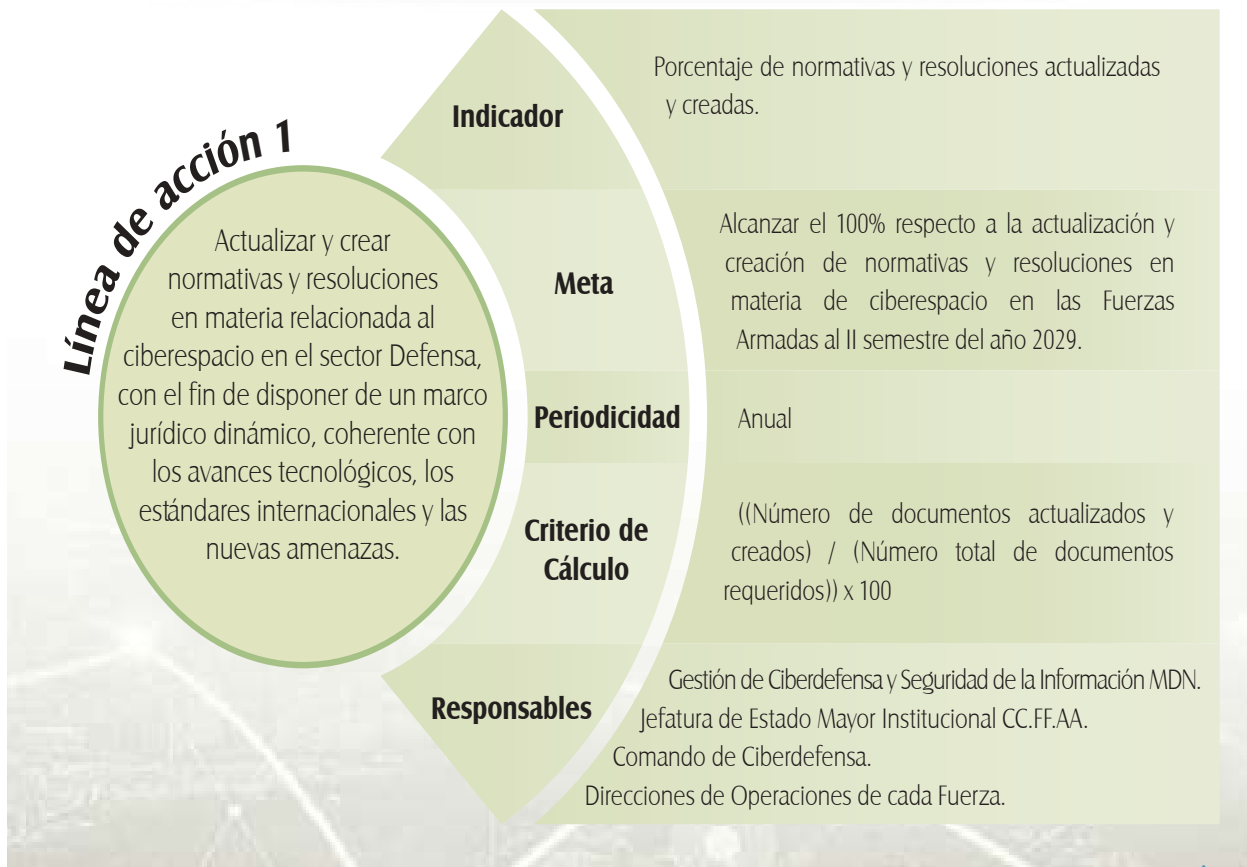 Línea de acción 1
Actualizar y crear
normativas y resoluciones
en materia relacionada al
ciberespacio en el sector Defensa,
con el fin de disponer de un marco
jurídico dinámico, coherente con
los avances tecnológicos, los
estándares internacionales y las
nuevas amenazas.
Indicador
Porcentaje de normativas y resoluciones actualizadas
y creadas.
Meta
Alcanzar el 100% respecto a la actualización y
creación de normativas y resoluciones en
materia de ciberespacio en las Fuerzas
Armadas al II semestre del año 2029.
Periodicidad
Anual
Criterio de
Cálculo
((Número de documentos actualizados y
creados) / (Número total de documentos
requeridos)) x 100
Responsables
Gestión de Ciberdefensa y Seguridad de la Información MDN.
Jefatura de Estado Mayor Institucional CC.FF.AA.
Comando de Ciberdefensa.
Direcciones de Operaciones de cada Fuerza.